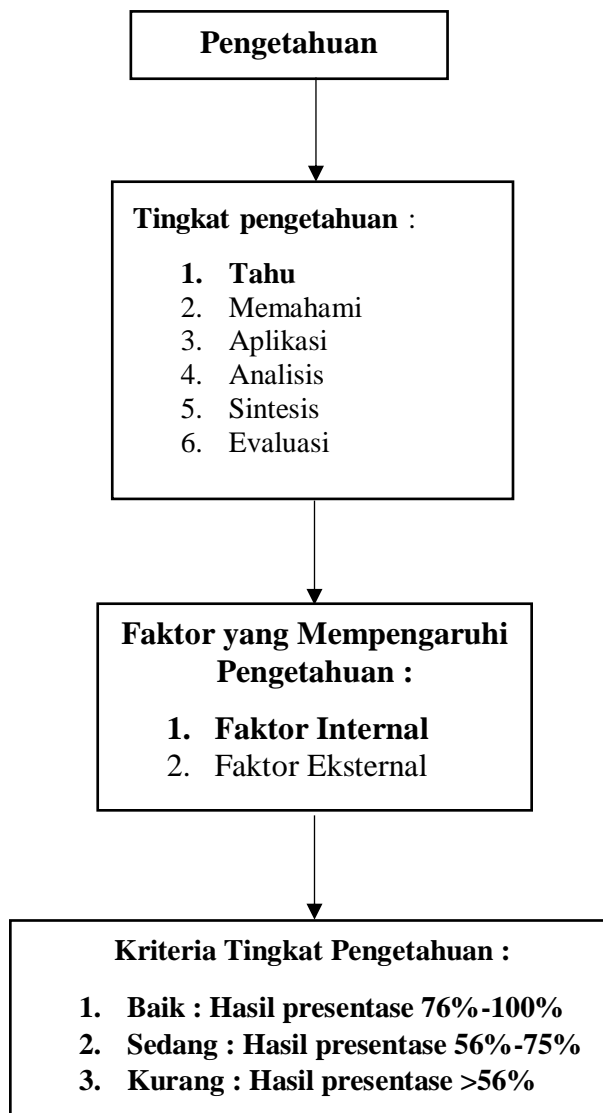 Pengetahuan
Tingkat pengetahuan :
1. Tahu
2. Memahami
3. Aplikasi
4. Analisis
5. Sintesis
6. Evaluasi
Faktor yang Mempengaruhi
Pengetahuan :
1. Faktor Internal
2. Faktor Eksternal
Kriteria Tingkat Pengetahuan :
1. Baik : Hasil presentase 76%-100%
2. Sedang : Hasil presentase 56%-75%
3. Kurang : Hasil presentase >56%